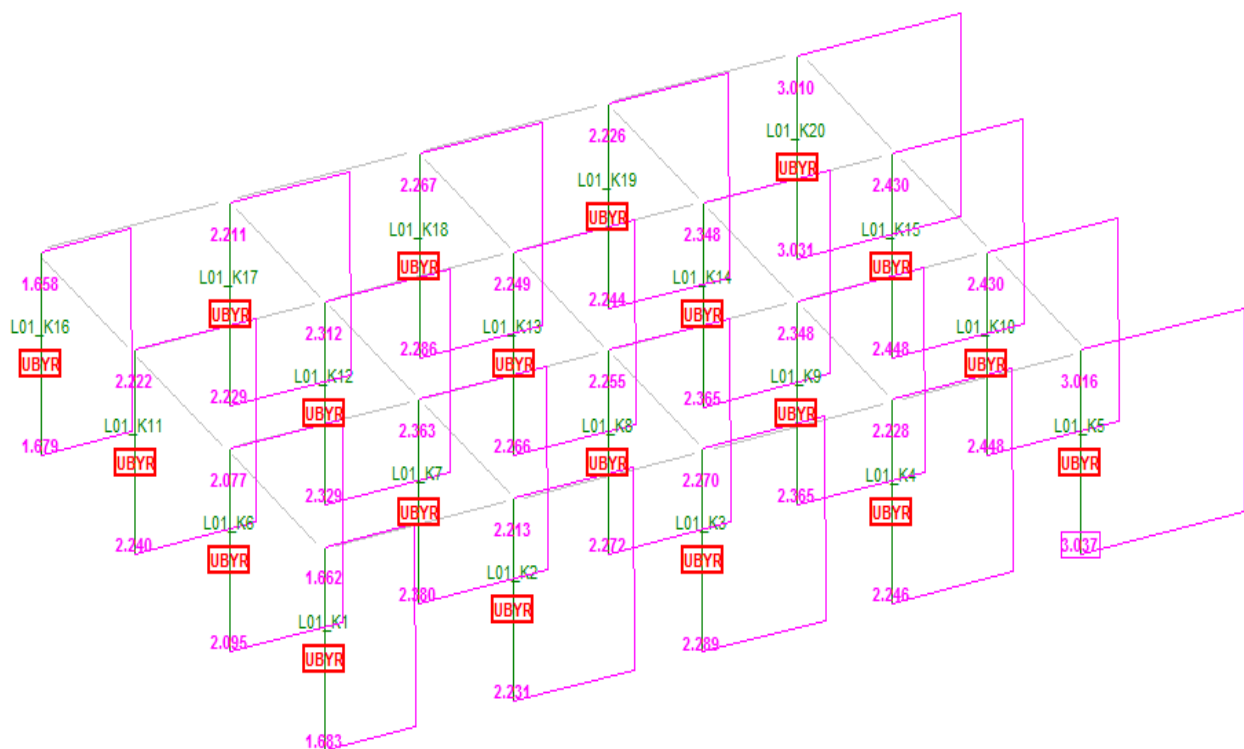 3.010
2.226
L01_K20
UBYR
2.267
L01_K19
2.430
UBYR
2.211
L01_K18
2.348
L01_K15
3.031
UBYR
UBYR
1.658
L01_K17
2.249
2.244
L01_K14
2.430
UBYR
UBYR
L01_K16
2.312
2.286
L01_K13
2.348
2.448
L01_K10
UBYR
UBYR
UBYR
2.222
2.229
L01_K12
2.255
2.365
L01_K9
3.016
UBYR
UBYR
1.679
L01_K11
2.363
2.266
L01_K8
2.228
2.448
L01_K5
UBYR
UBYR
UBYR
2.077
2.329
L01_K7
2.270
2.365
L01_K4
UBYR
UBYR
2.240
L01_K6
2.213
2.272
L01_K3
3.037
UBYR
UBYR
1.662
2.380
L01_K2
2.246
UBYR
2.095
L01_K1
2.289
UBYR
2.231
1.683